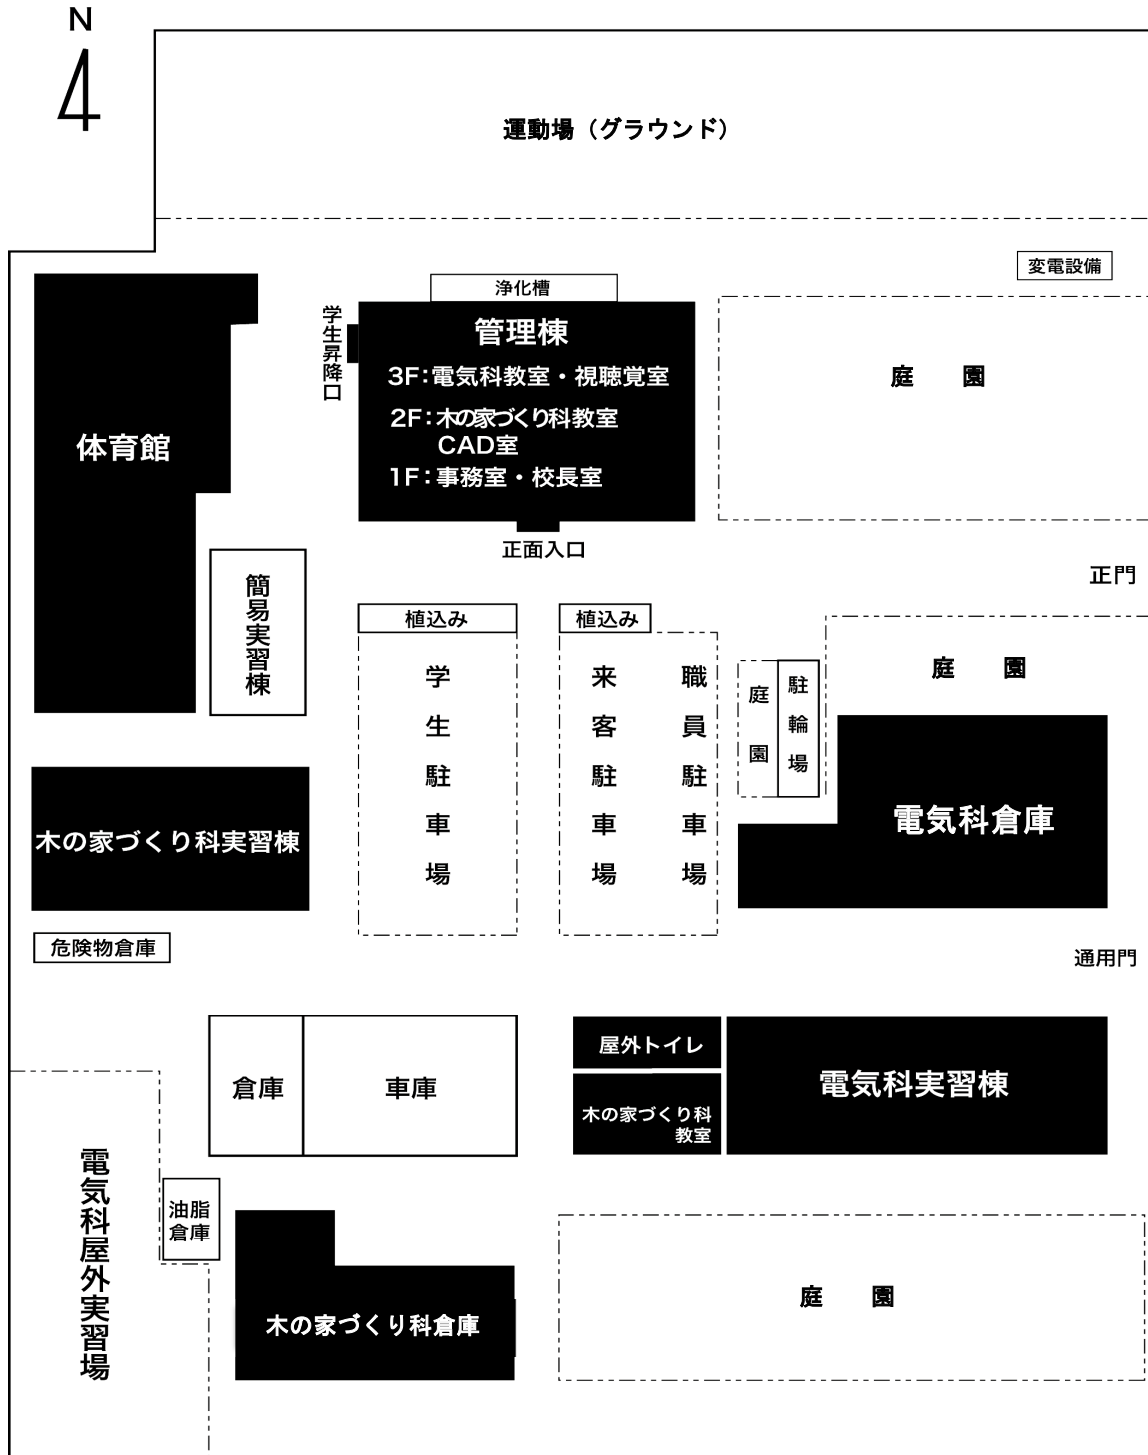 N
運動場（グラウンド）
変電設備
浄化槽
学生昇降口
管理棟
3F：電気科教室・視聴覚室
2F：木の家づくり科教室
CAD室
1F：事務室・校長室
庭　園
体育館
正面入口
正門
簡易実習棟
植込み
植込み
学生駐車場
来客駐車場
職員駐車場
庭園
駐輪場
庭　園
電気科倉庫
木の家づくり科実習棟
危険物倉庫
通用門
倉庫
車庫
屋外トイレ
木の家づくり科
教室
電気科実習棟
電気科屋外実習場
油脂
倉庫
木の家づくり科倉庫
庭　園